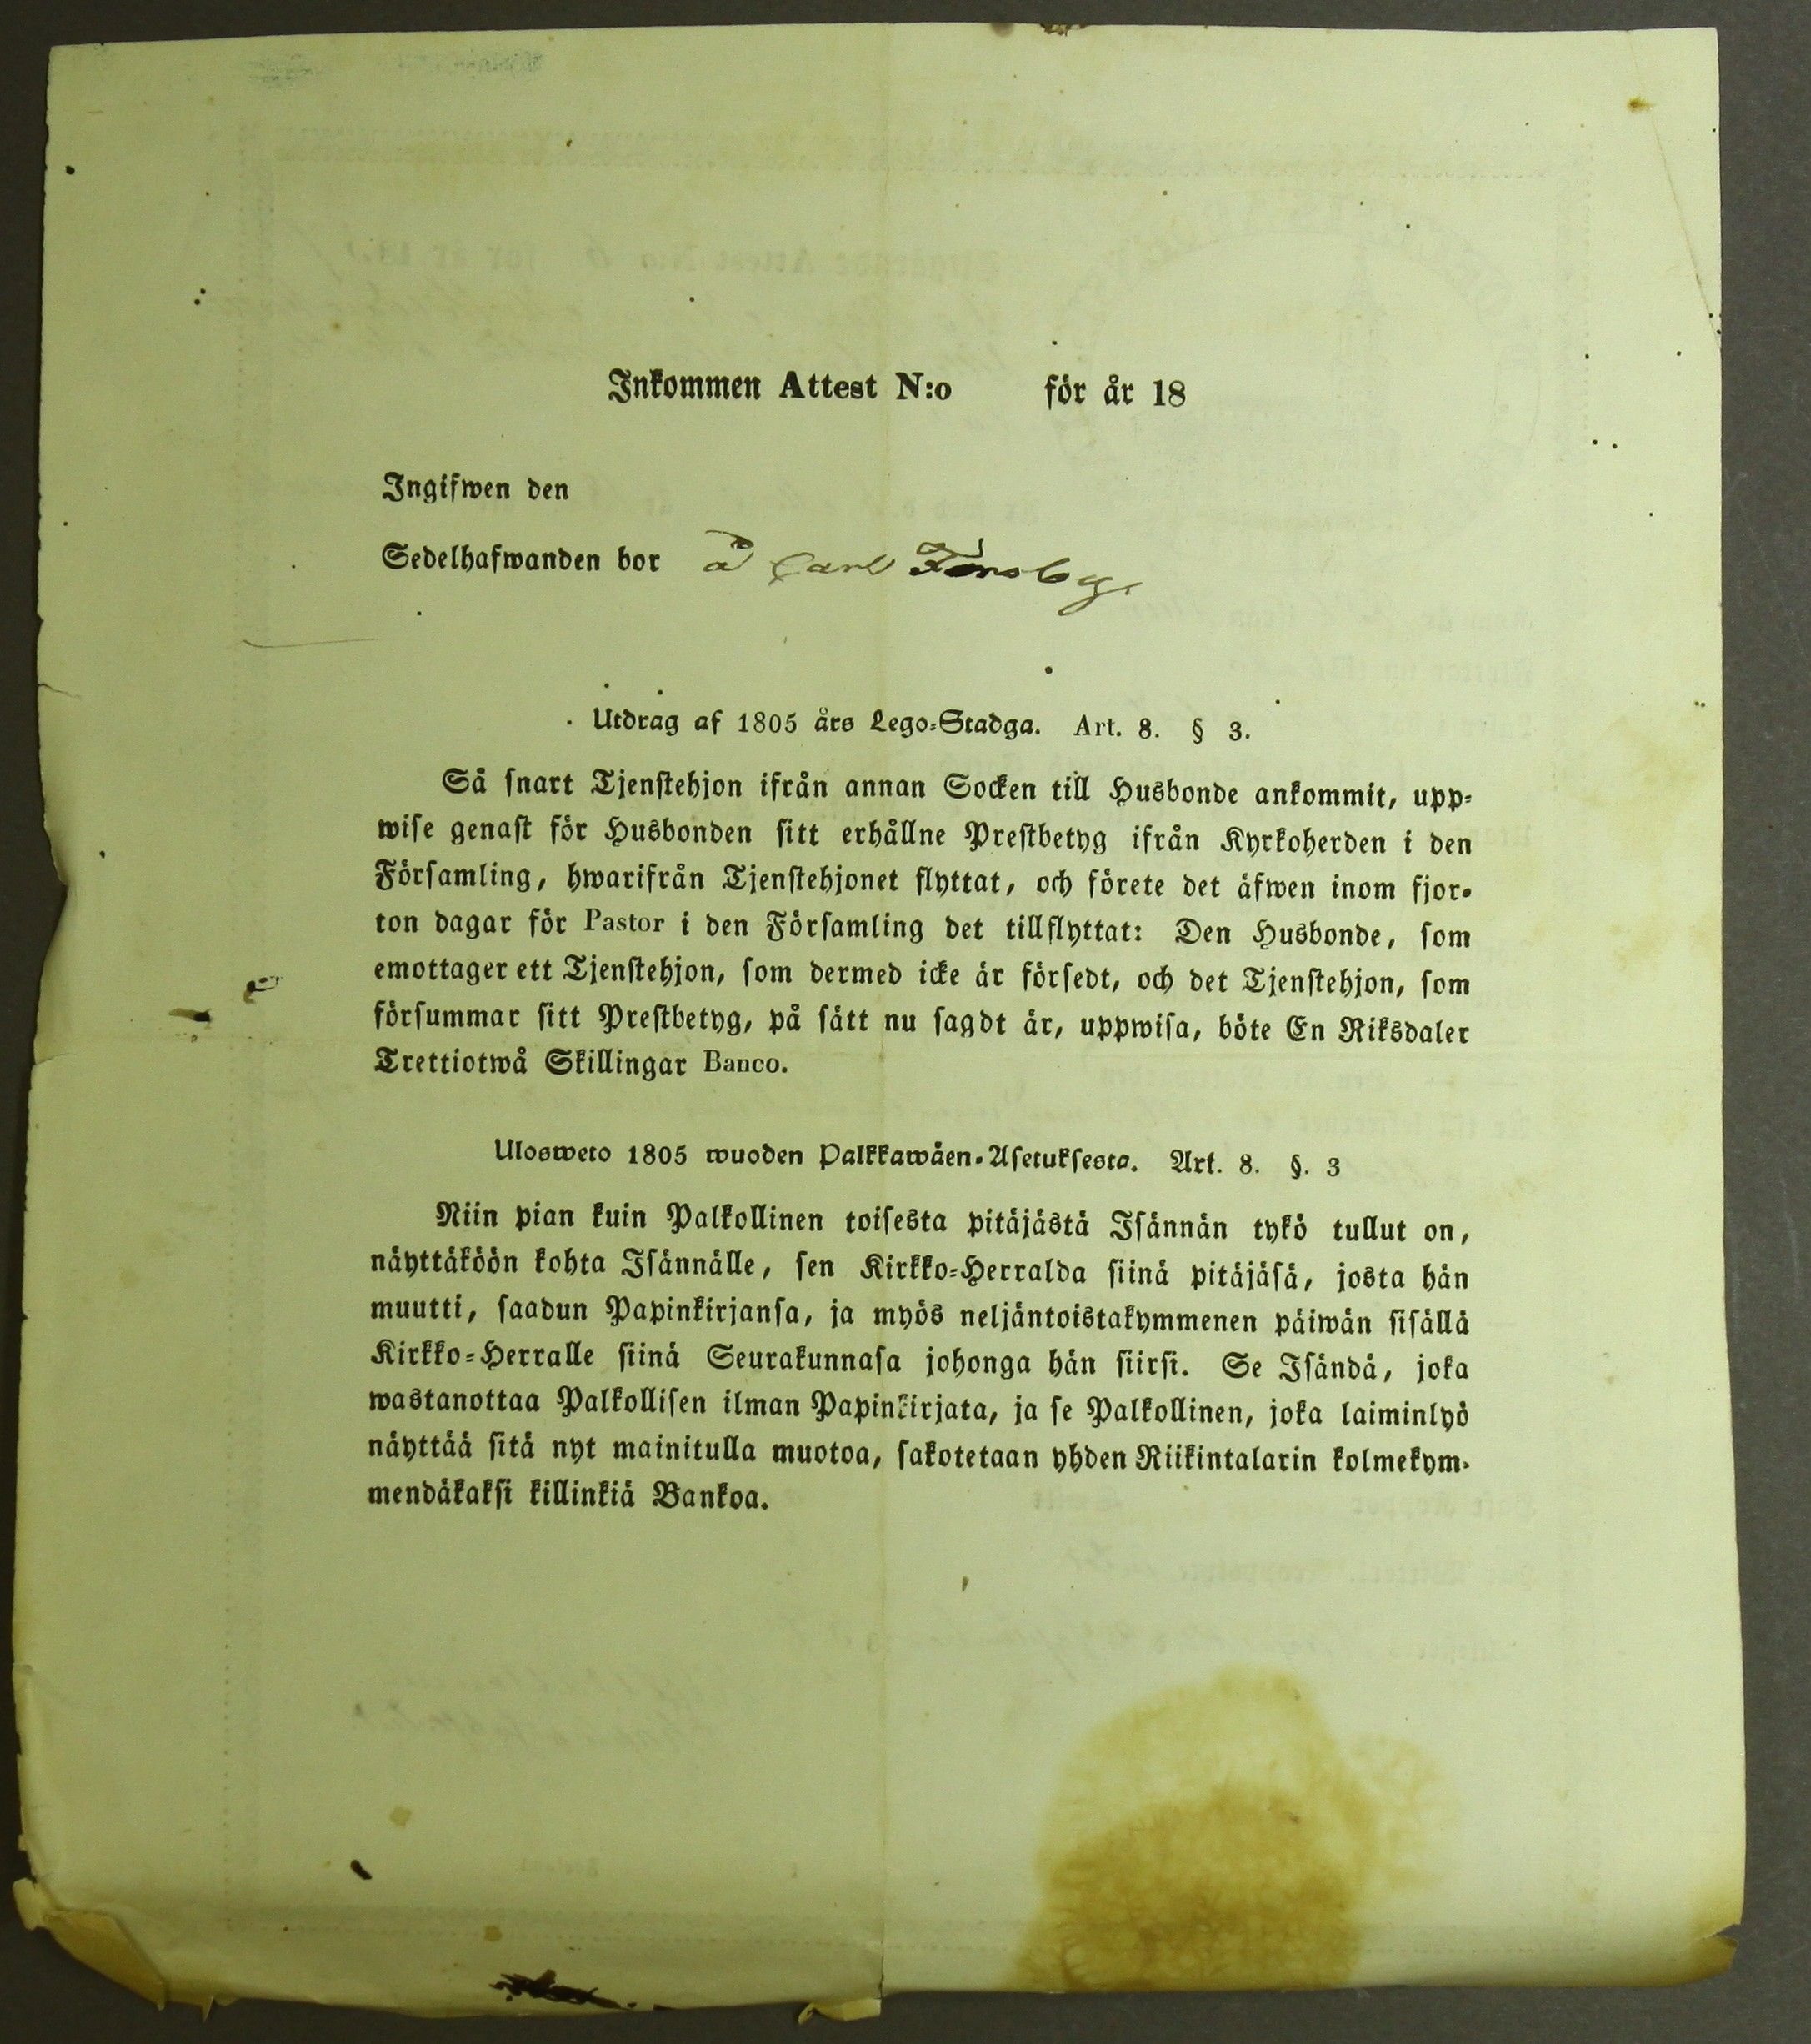 Inkommen Attest N:o för år 18
Ingifwen den
Sedelhafwanden bor å Carl Forsby.
Utdrag af 1805 års Lego-Stadga. Art. 8. § 3.
Så snart Tjenstehjon ifrån annan Socken till Husbonde ankommit, upp-
wise genast för Husbonden sitt erhållne Prestbetyg ifrån Kyrkoherden i den
Församling, hwarifrån Tjenstehjonet flyttat, och förete det äfwen inom fjor-
ton dagar för Pastor i den Församling det tillflyttat: Den Husbonde, som
emottager ett Tjenstehjon, som dermed icke är försedt, och det Tjenstehjon, som
försummar sitt Prestbetyg, på sätt nu sagdt är, uppwisa, böte En Riksdaler
Trettiotwå Skillingar Banco.
Ulosweto 1805 wuoden Palkkawäen-Asetuksesta. Art. 8. §. 3
Niin pian kuin Palkollinen toisesta pitäjästä Isännän tykö tullut on,
näyttäköön kohta Isännälle, sen Kirkko-Herralda siinä pitäjäsä, josta hän
muutti, saadun Papinkirjansa, ja myös neljäntoistakymmenen päiwän sisällä
Kirkko-Herralle siinä Seurakunnasa johonga hän siirsi. Se Isändä, joka
wastanottaa Palkollisen ilman Papinkirjata, ja se Palkollinen, joka laiminlyö
näyttää sitä nyt mainitulla muotoa, sakotetaan yhden Riikintalarin kolmekym-
mendäkaksi killinkiä Bankoa.